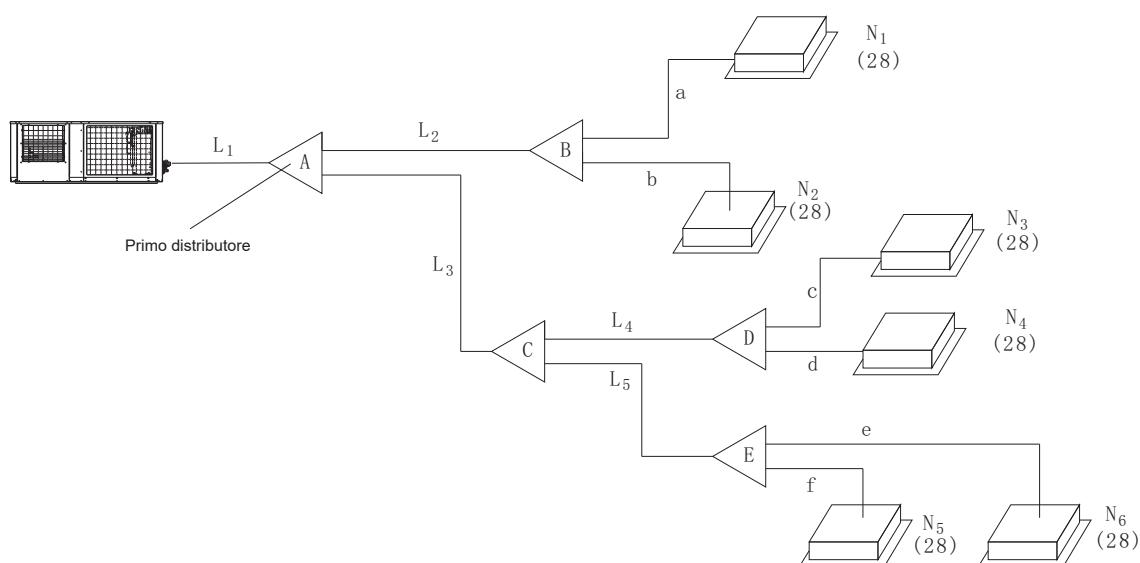 N1
(28)
a
L2
B
L1
A
b
N2
(28)
Primo distributore
N3
(28)
L3
c
L4
D
N4
(28)
C
d
L5
e
E
f
N5
(28)
N6
(28)